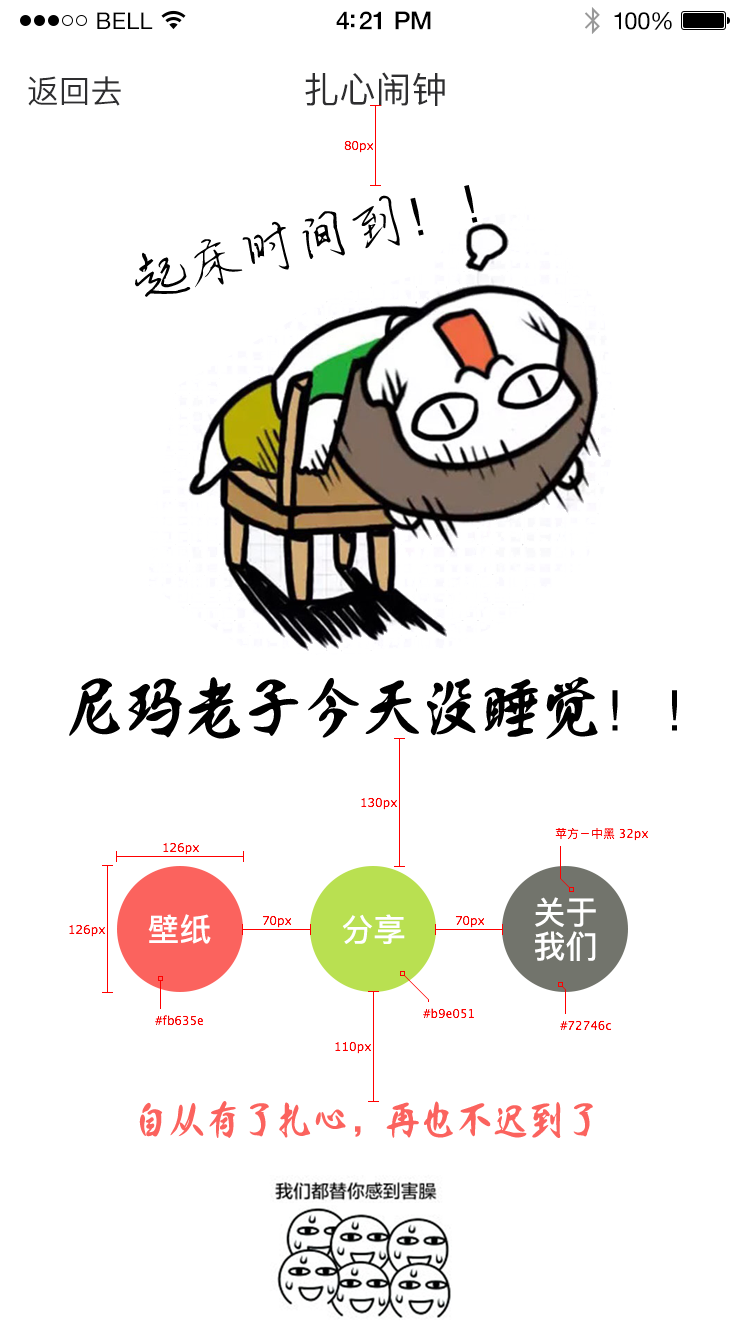 BELL 4:21 PM 100%
返回去 扎心闹钟
80px
起床时间到！！
尼玛老子今天没睡觉！！
130px
苹方－中黑 32px
126px
126px
壁纸
70px
分享
70px
关于
我们
#fb635e
#b9e051
#72746c
110px
自从有了扎心，再也不迟到了
我们都替你感到害臊